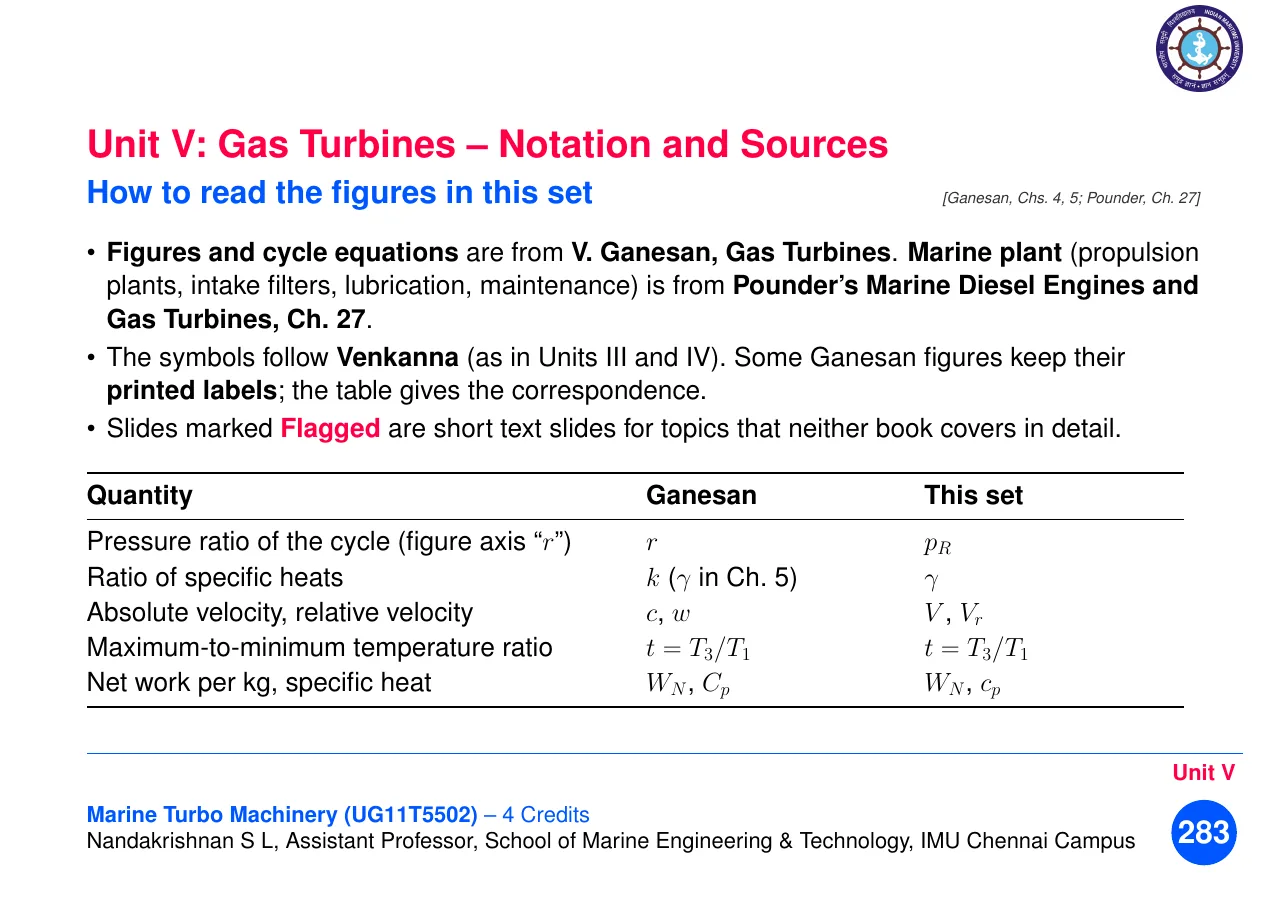 INDIAN MARITIME UNIVERSITY
Unit V: Gas Turbines – Notation and Sources
How to read the figures in this set
[Ganesan, Chs. 4, 5; Pounder, Ch. 27]
• Figures and cycle equations are from V. Ganesan, Gas Turbines. Marine plant (propulsion
plants, intake filters, lubrication, maintenance) is from Pounder’s Marine Diesel Engines and
Gas Turbines, Ch. 27.
• The symbols follow Venkanna (as in Units III and IV). Some Ganesan figures keep their
printed labels; the table gives the correspondence.
• Slides marked Flagged are short text slides for topics that neither book covers in detail.
Quantity Ganesan This set
Pressure ratio of the cycle (figure axis “r”) r p_R
Ratio of specific heats k (γ in Ch. 5) γ
Absolute velocity, relative velocity c, w V, V_r
Maximum-to-minimum temperature ratio t = T_3/T_1 t = T_3/T_1
Net work per kg, specific heat W_N, C_p W_N, c_p
Unit V
Marine Turbo Machinery (UG11T5502) – 4 Credits
Nandakrishnan S L, Assistant Professor, School of Marine Engineering & Technology, IMU Chennai Campus
283